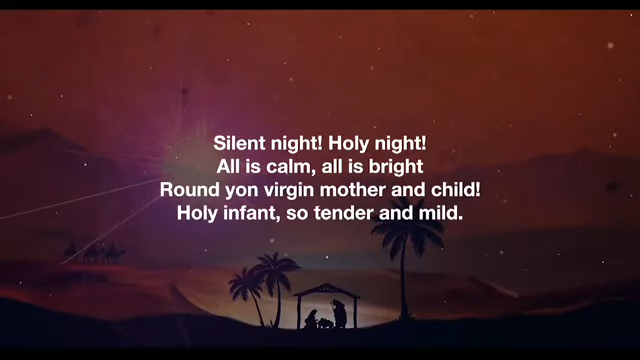 Silent night! Holy night!
All is calm, all is bright
Round yon virgin mother and child!
Holy infant, so tender and mild.